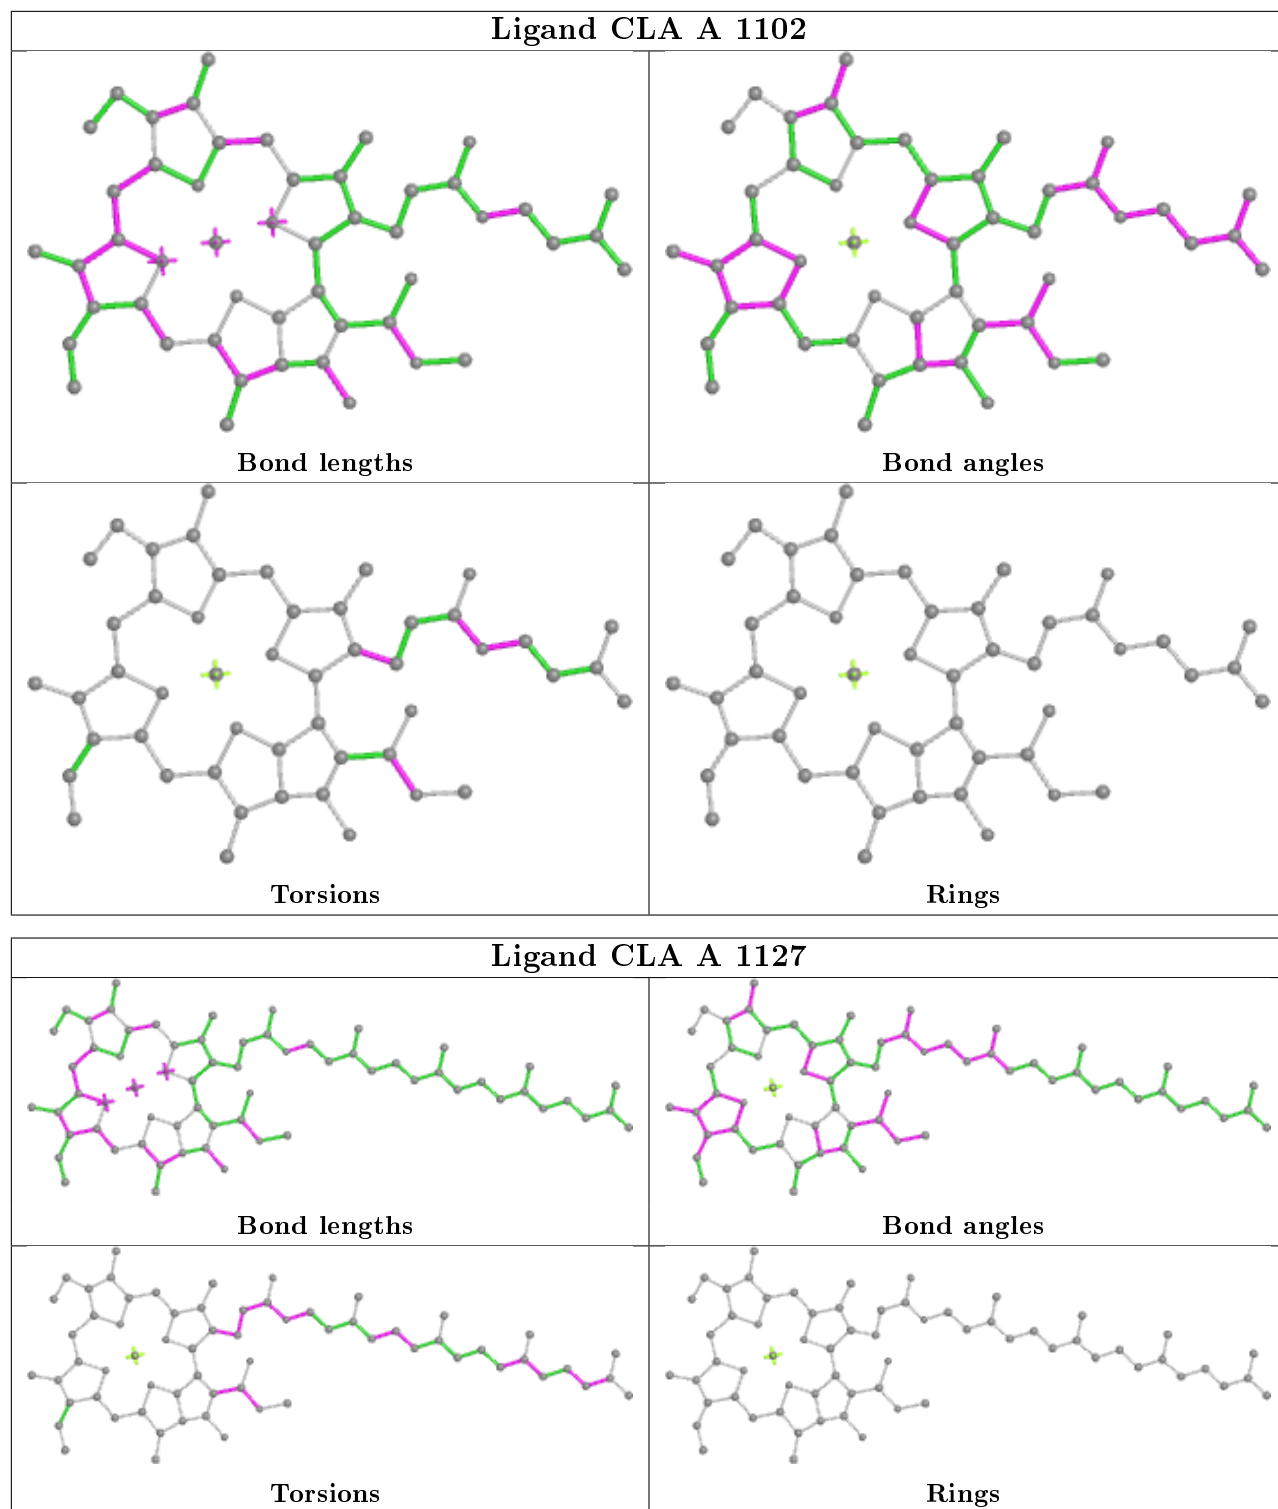 Ligand CLA A 1102
Bond lengths
Bond angles
Torsions
Rings
Ligand CLA A 1127
Bond lengths
Bond angles
Torsions
Rings